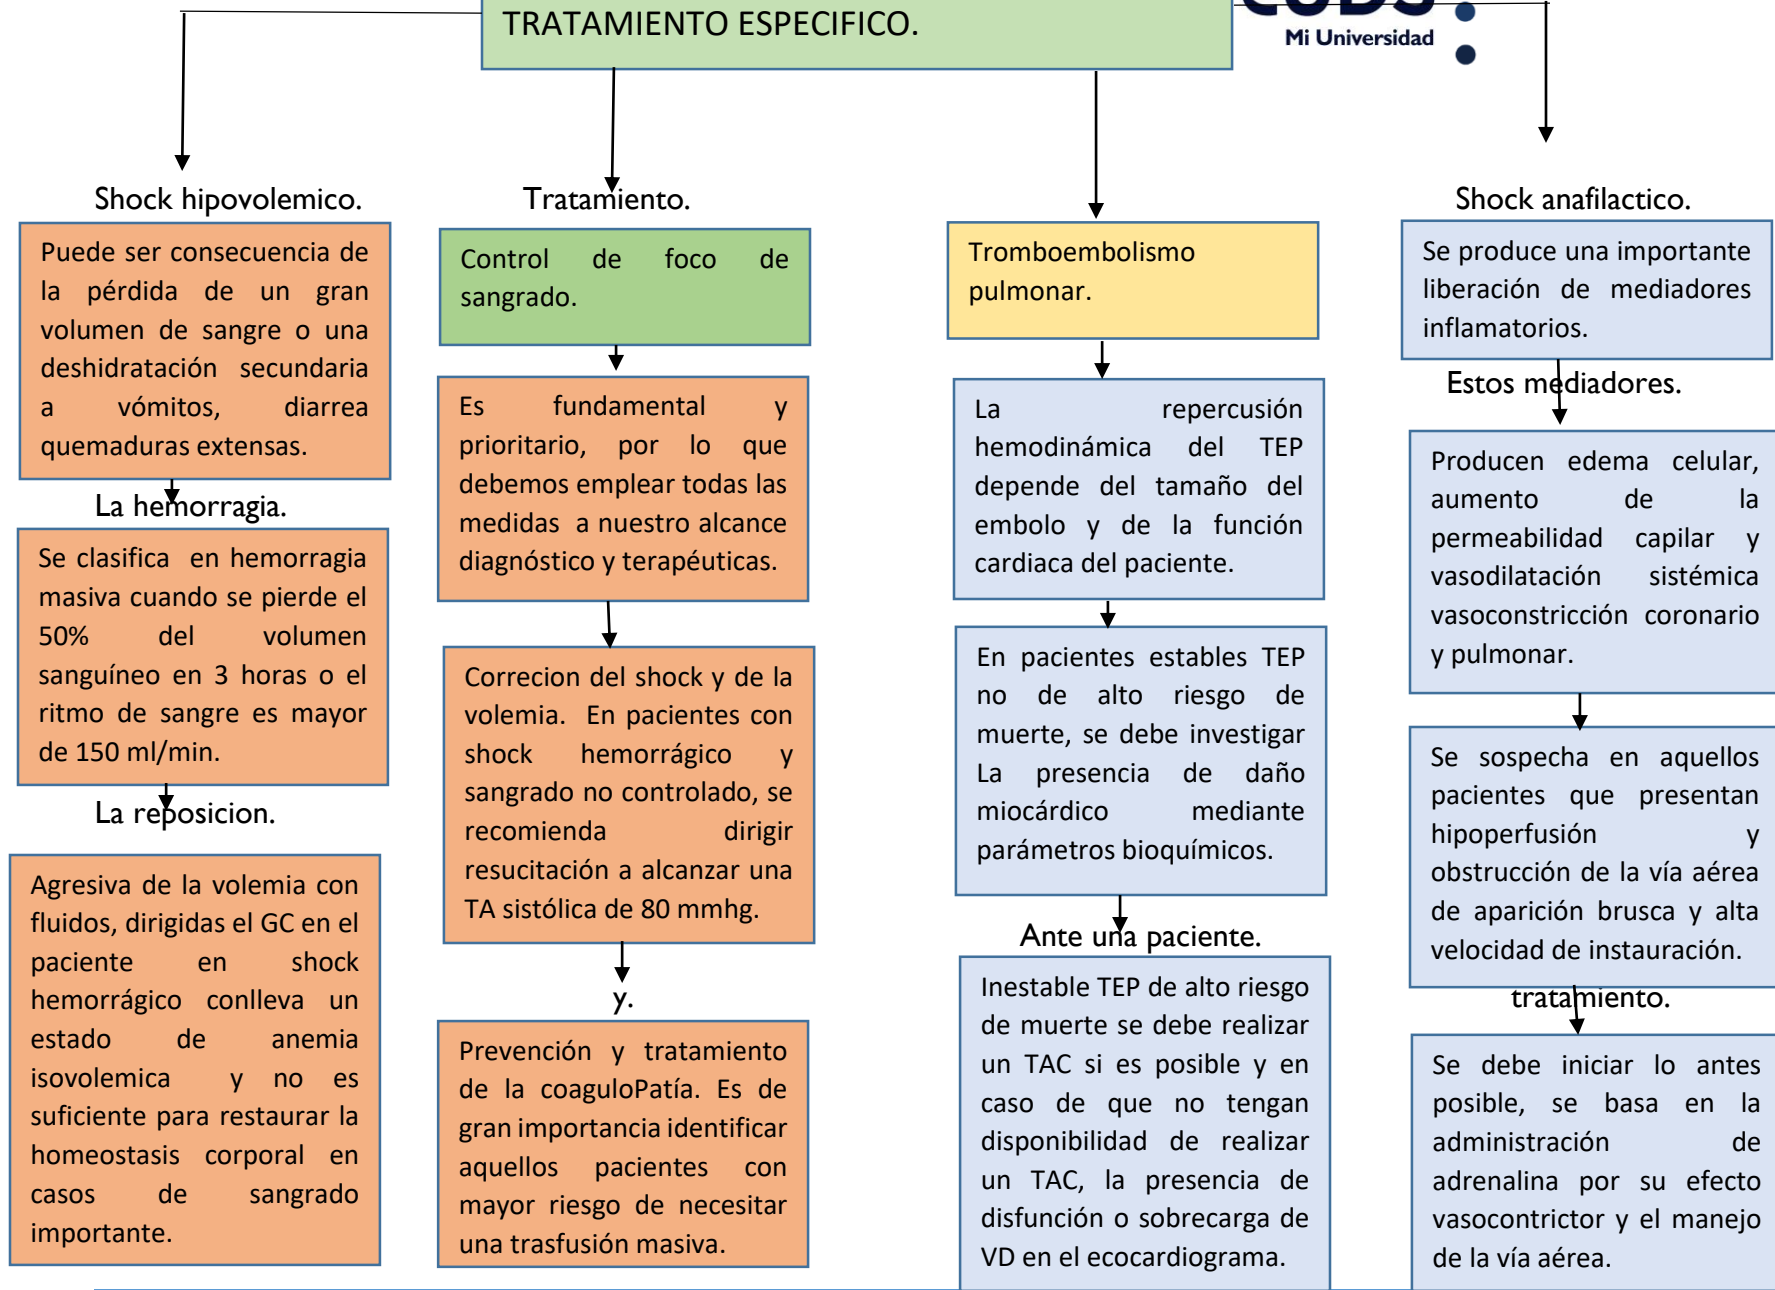 TRATAMIENTO ESPECIFICO.
Mi Universidad
Shock hipovolemico.
Puede ser consecuencia de
la pérdida de un gran
volumen de sangre o una
deshidratación secundaria
a vómitos, diarrea
quemaduras extensas.
La hemorragia.
Se clasifica en hemorragia
masiva cuando se pierde el
50% del volumen
sanguíneo en 3 horas o el
ritmo de sangre es mayor
de 150 ml/min.
La reposicion.
Agresiva de la volemia con
fluidos, dirigidas el GC en el
paciente en shock
hemorrágico conlleva un
estado de anemia
isovolemica y no es
suficiente para restaurar la
homeostasis corporal en
casos de sangrado
importante.
Tratamiento.
Control de foco de
sangrado.
Es fundamental y
prioritario, por lo que
debemos emplear todas las
medidas a nuestro alcance
diagnóstico y terapéuticas.
Correcion del shock y de la
volemia. En pacientes con
shock hemorrágico y
sangrado no controlado, se
recomienda dirigir
resucitación a alcanzar una
TA sistólica de 80 mmhg.
y.
Prevención y tratamiento
de la coaguloPatía. Es de
gran importancia identificar
aquellos pacientes con
mayor riesgo de necesitar
una trasfusión masiva.
Tromboembolismo
pulmonar.
La repercusión
hemodinámica del TEP
depende del tamaño del
embolo y de la función
cardiaca del paciente.
En pacientes estables TEP
no de alto riesgo de
muerte, se debe investigar
La presencia de daño
miocárdico mediante
parámetros bioquímicos.
Ante una paciente.
Inestable TEP de alto riesgo
de muerte se debe realizar
un TAC si es posible y en
caso de que no tengan
disponibilidad de realizar
un TAC, la presencia de
disfunción o sobrecarga de
VD en el ecocardiograma.
Shock anafilactico.
Se produce una importante
liberación de mediadores
inflamatorios.
Estos mediadores.
Producen edema celular,
aumento de la
permeabilidad capilar y
vasodilatación sistémica
vasoconstricción coronario
y pulmonar.
Se sospecha en aquellos
pacientes que presentan
hipoperfusión y
obstrucción de la vía aérea
de aparición brusca y alta
velocidad de instauración.
tratamiento.
Se debe iniciar lo antes
posible, se basa en la
administración de
adrenalina por su efecto
vasocontrictor y el manejo
de la vía aérea.